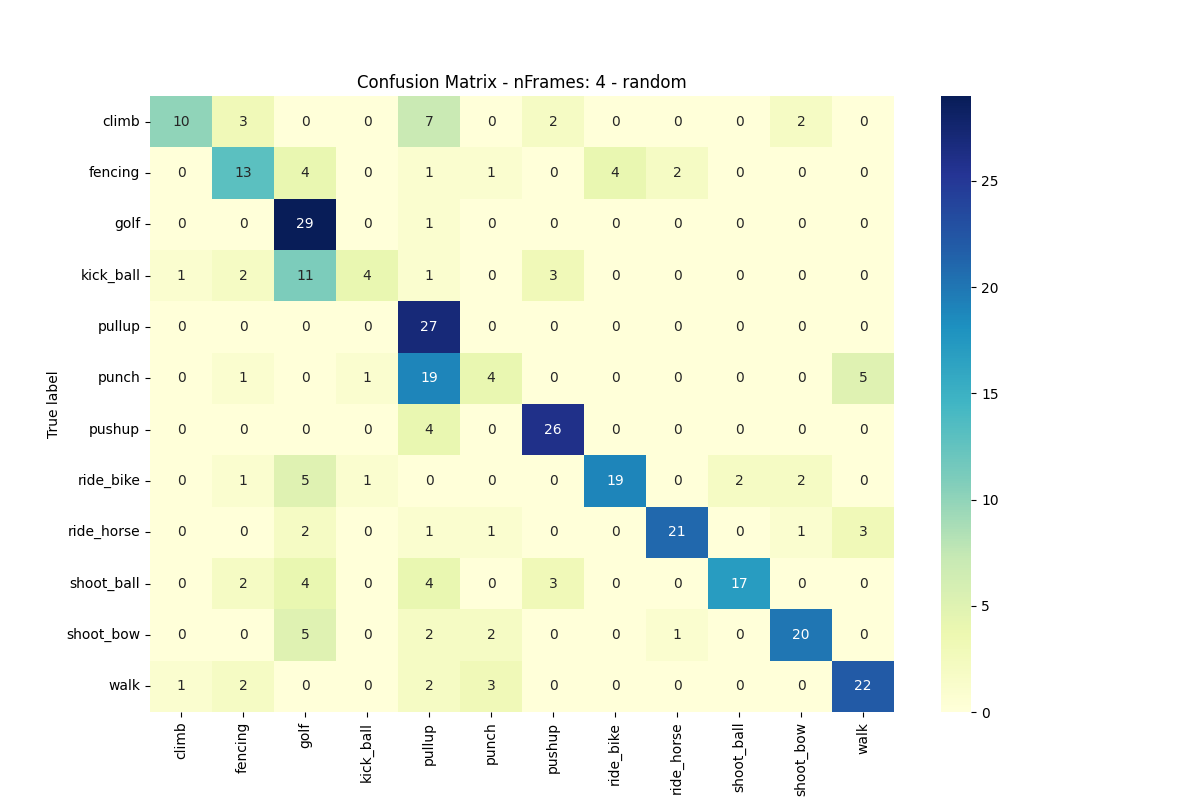 Confusion Matrix - nFrames: 4 - random
climb 10 3 0 0 7 0 2 0 0 0 2 0
fencing 0 13 4 0 1 1 0 4 2 0 0 0
golf 0 0 29 0 1 0 0 0 0 0 0 0
kick_ball 1 2 11 4 1 0 3 0 0 0 0 0
pullup 0 0 0 0 27 0 0 0 0 0 0 0
punch 0 1 0 1 19 4 0 0 0 0 0 5
pushup 0 0 0 0 4 0 26 0 0 0 0 0
ride_bike 0 1 5 1 0 0 0 19 0 2 2 0
ride_horse 0 0 2 0 1 1 0 0 21 0 1 3
shoot_ball 0 2 4 0 4 0 3 0 0 17 0 0
shoot_bow 0 0 5 0 2 2 0 0 1 0 20 0
walk 1 2 0 0 2 3 0 0 0 0 0 22
True label
climb fencing golf kick_ball pullup punch pushup ride_bike ride_horse shoot_ball shoot_bow walk
25
20
15
10
5
0